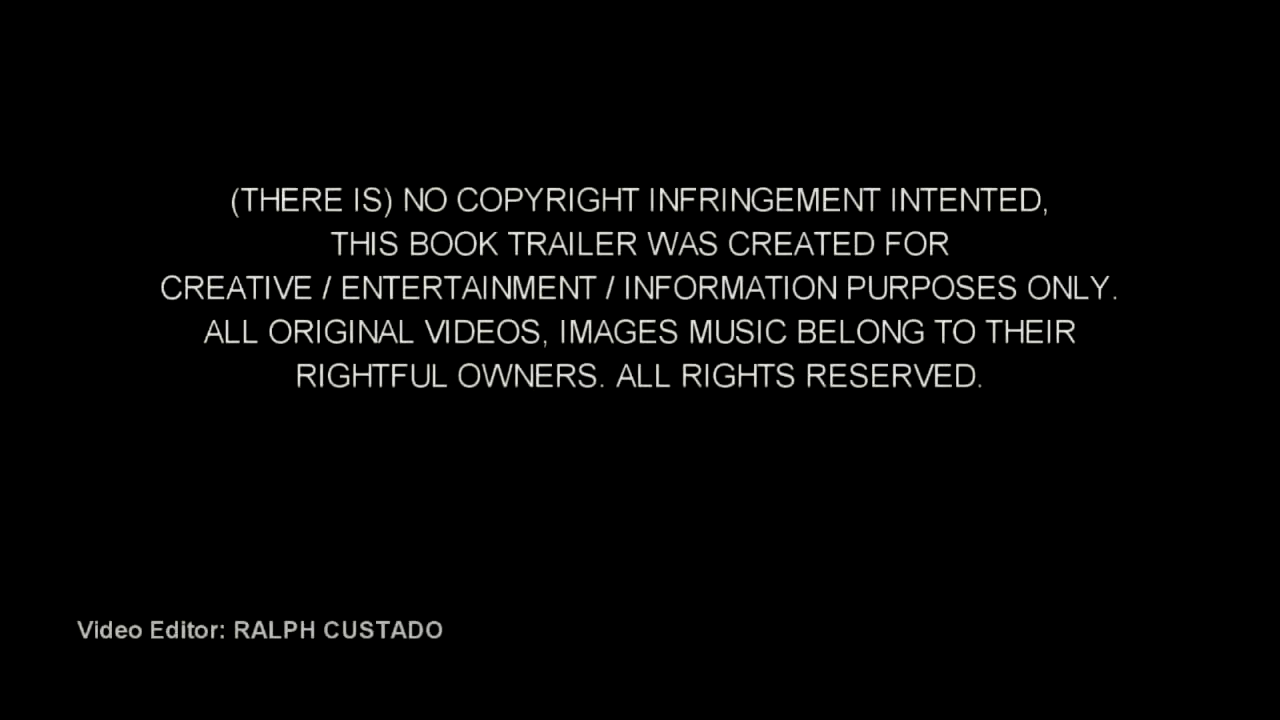 (THERE IS) NO COPYRIGHT INFRINGEMENT INTENTED,
THIS BOOK TRAILER WAS CREATED FOR
CREATIVE / ENTERTAINMENT / INFORMATION PURPOSES ONLY.
ALL ORIGINAL VIDEOS, IMAGES MUSIC BELONG TO THEIR
RIGHTFUL OWNERS. ALL RIGHTS RESERVED.
Video Editor: RALPH CUSTADO